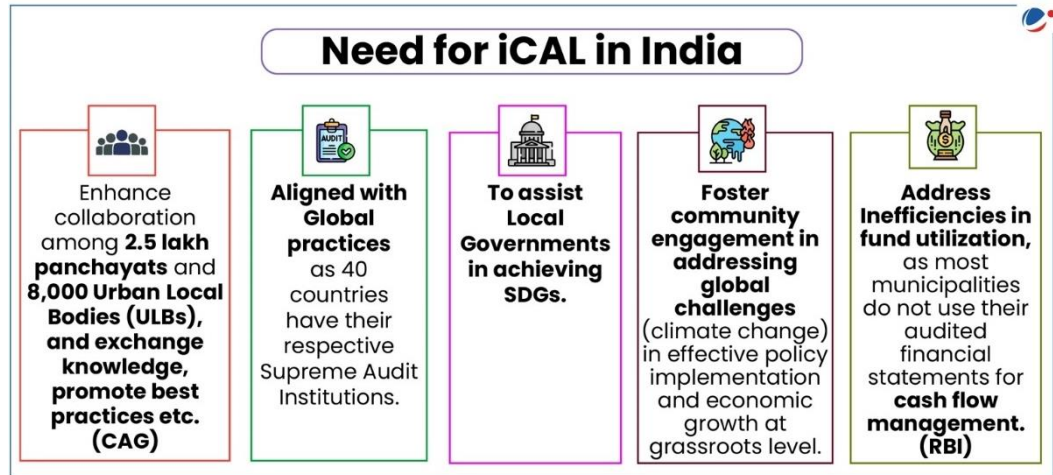 Need for iCAL in India
Enhance
collaboration
among 2.5 lakh
panchayats and
8,000 Urban Local
Bodies (ULBs),
and exchange
knowledge,
promote best
practices etc.
(CAG)
AUDIT
Aligned with
Global
practices
as 40
countries
have their
respective
Supreme Audit
Institutions.
To assist
Local
Governments
in achieving
SDGs.
Foster
community
engagement in
addressing
global
challenges
(climate change)
in effective policy
implementation
and economic
growth at
grassroots level.
Address
Inefficiencies in
fund utilization,
as most
municipalities
do not use their
audited
financial
statements for
cash flow
management.
(RBI)